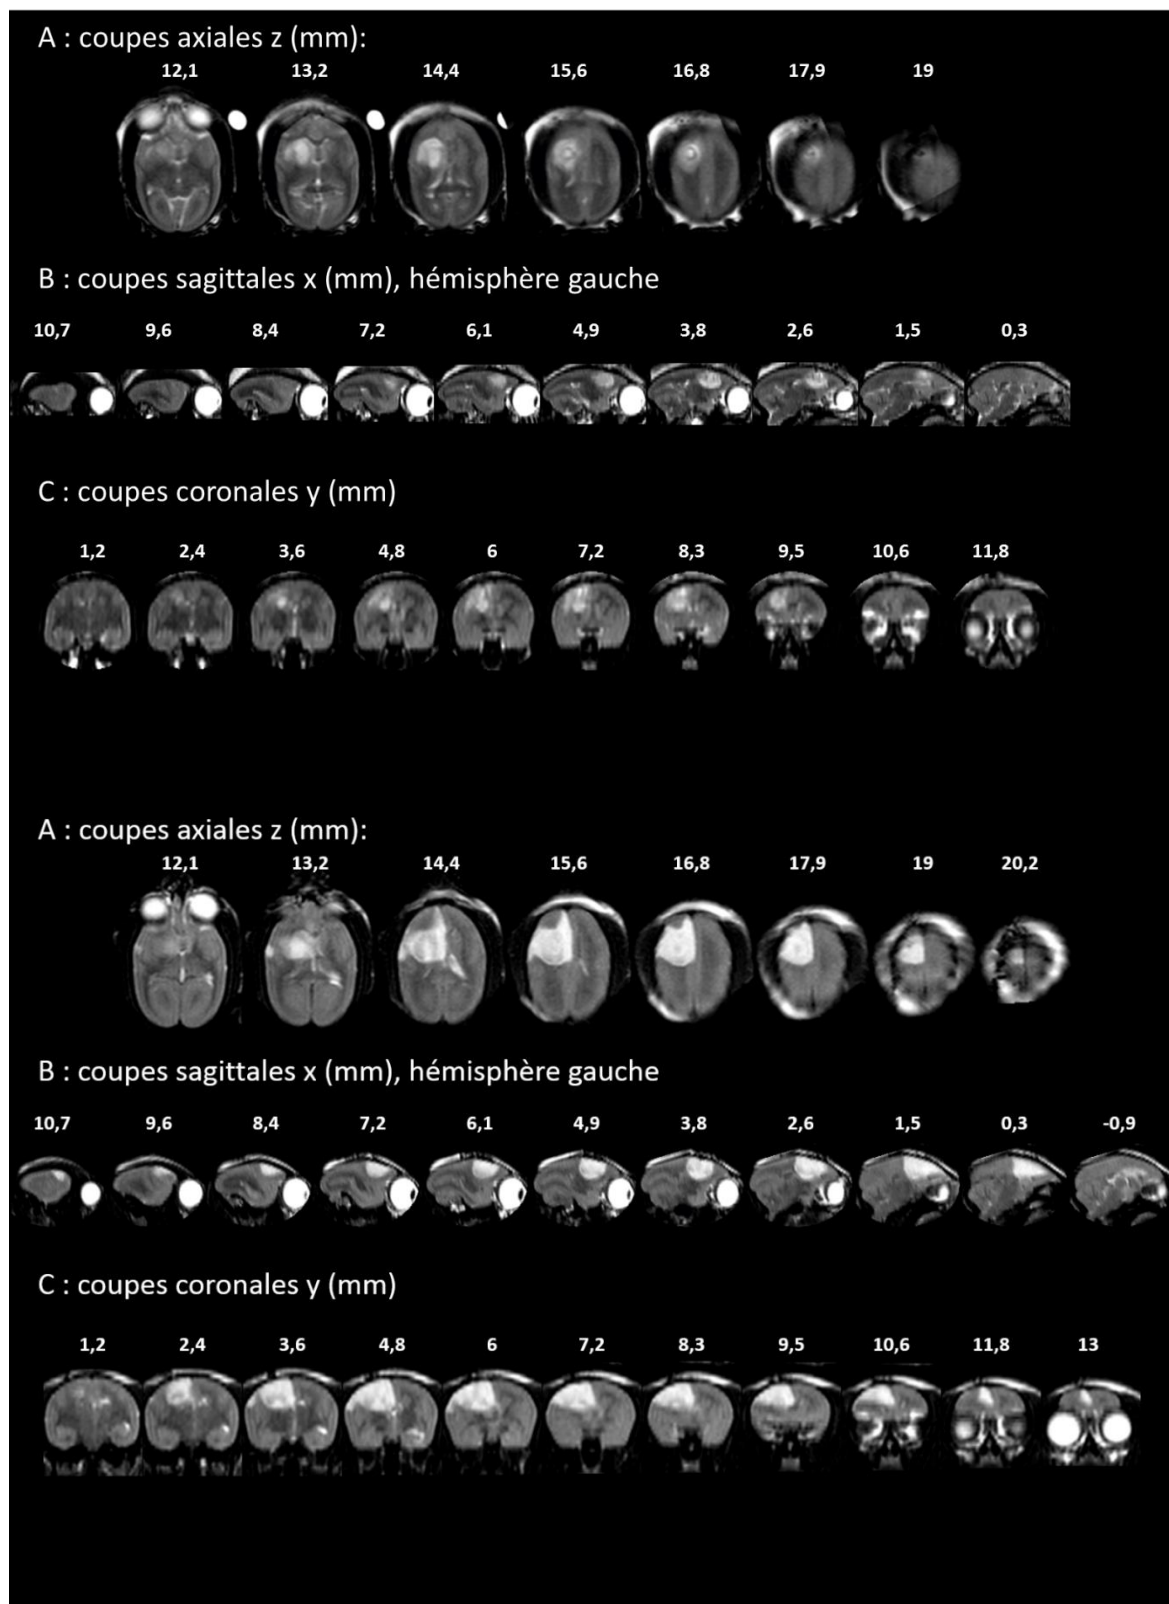 A : coupes axiales z (mm):
12,1 13,2 14,4 15,6 16,8 17,9 19
B : coupes sagittales x (mm), hémisphère gauche
10,7 9,6 8,4 7,2 6,1 4,9 3,8 2,6 1,5 0,3
C : coupes coronales y (mm)
1,2 2,4 3,6 4,8 6 7,2 8,3 9,5 10,6 11,8
A : coupes axiales z (mm):
12,1 13,2 14,4 15,6 16,8 17,9 19 20,2
B : coupes sagittales x (mm), hémisphère gauche
10,7 9,6 8,4 7,2 6,1 4,9 3,8 2,6 1,5 0,3 -0,9
C : coupes coronales y (mm)
1,2 2,4 3,6 4,8 6 7,2 8,3 9,5 10,6 11,8 13